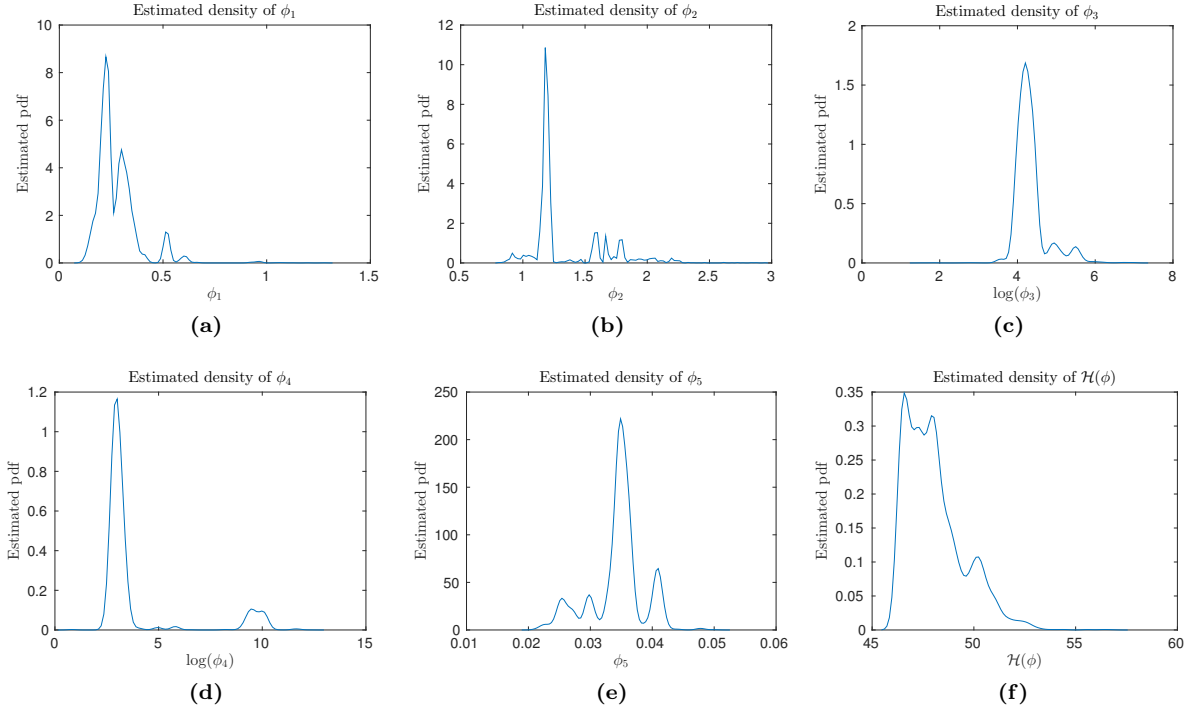 Estimated density of ϕ₁
10
8
6
4
2
0
0 0.5 1 1.5
Estimated pdf
ϕ₁
(a)
Estimated density of ϕ₂
12
10
8
6
4
2
0
0.5 1 1.5 2 2.5 3
Estimated pdf
ϕ₂
(b)
Estimated density of ϕ₃
2
1.5
1
0.5
0
0 2 4 6 8
Estimated pdf
log(ϕ₃)
(c)
Estimated density of ϕ₄
1.2
1
0.8
0.6
0.4
0.2
0
0 5 10 15
Estimated pdf
log(ϕ₄)
(d)
Estimated density of ϕ₅
250
200
150
100
50
0
0.01 0.02 0.03 0.04 0.05 0.06
Estimated pdf
ϕ₅
(e)
Estimated density of ℋ(ϕ)
0.35
0.3
0.25
0.2
0.15
0.1
0.05
0
45 50 55 60
Estimated pdf
ℋ(ϕ)
(f)